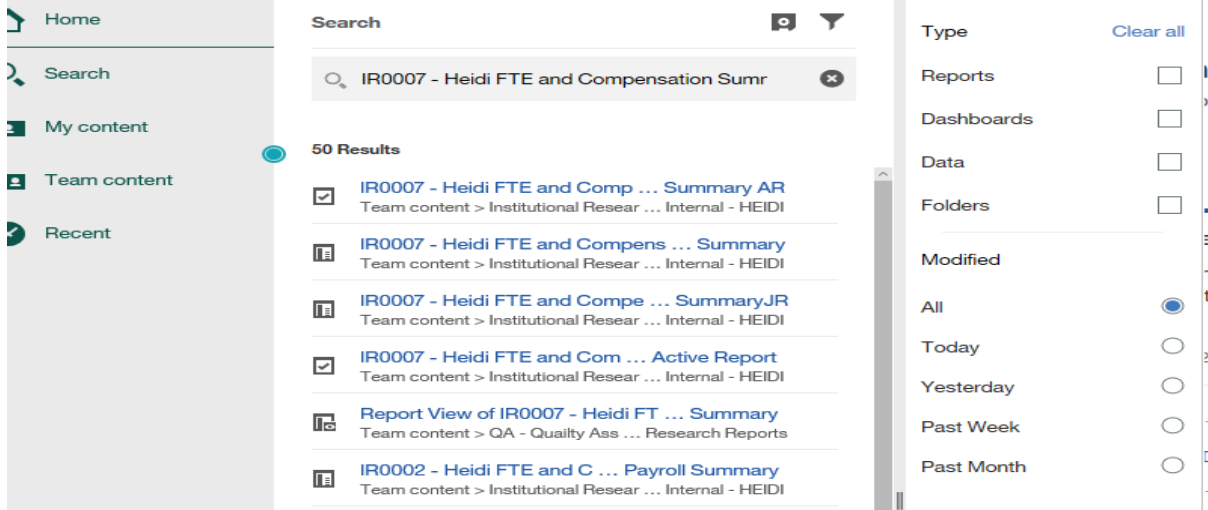 Home
Search
My content
Team content
Recent
Search
IR0007 - Heidi FTE and Compensation Sumr
50 Results
IR0007 - Heidi FTE and Comp ... Summary AR
Team content > Institutional Resear ... Internal - HEIDI
IR0007 - Heidi FTE and Compens ... Summary
Team content > Institutional Resear ... Internal - HEIDI
IR0007 - Heidi FTE and Compe ... SummaryJR
Team content > Institutional Resear ... Internal - HEIDI
IR0007 - Heidi FTE and Com ... Active Report
Team content > Institutional Resear ... Internal - HEIDI
Report View of IR0007 - Heidi FT ... Summary
Team content > QA - Quailty Ass ... Research Reports
IR0002 - Heidi FTE and C ... Payroll Summary
Team content > Institutional Resear ... Internal - HEIDI
Type Clear all
Reports
Dashboards
Data
Folders
Modified
All
Today
Yesterday
Past Week
Past Month